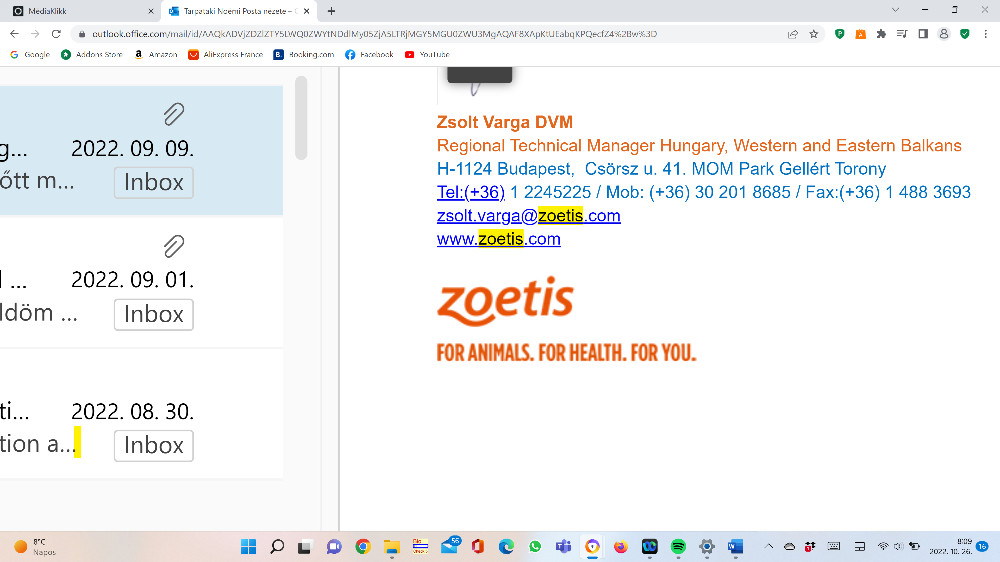 MédiaKlikk
Tarpataki Noémi Posta nézete –
outlook.office.com/mail/id/AAQkADVjZDZlZTY5LWQ0ZWYtNDdlMy05ZjA5LTRjMGY5MGU0ZWU3MgAQAF8XApKtUEabqKPQecfZ4%2Bw%3D
Google
Addons Store
Amazon
AliExpress France
Booking.com
Facebook
YouTube
g... 2022. 09. 09.
őtt m... Inbox
l ... 2022. 09. 01.
ldöm ... Inbox
ti... 2022. 08. 30.
tion a... Inbox
Zsolt Varga DVM
Regional Technical Manager Hungary, Western and Eastern Balkans
H-1124 Budapest, Csörsz u. 41. MOM Park Gellért Torony
Tel:(+36) 1 2245225 / Mob: (+36) 30 201 8685 / Fax:(+36) 1 488 3693
zsolt.varga@zoetis.com
www.zoetis.com
zoetis
FOR ANIMALS. FOR HEALTH. FOR YOU.
8°C
Napos
Bio
Check 5
56
1
8:09
2022. 10. 26.
16